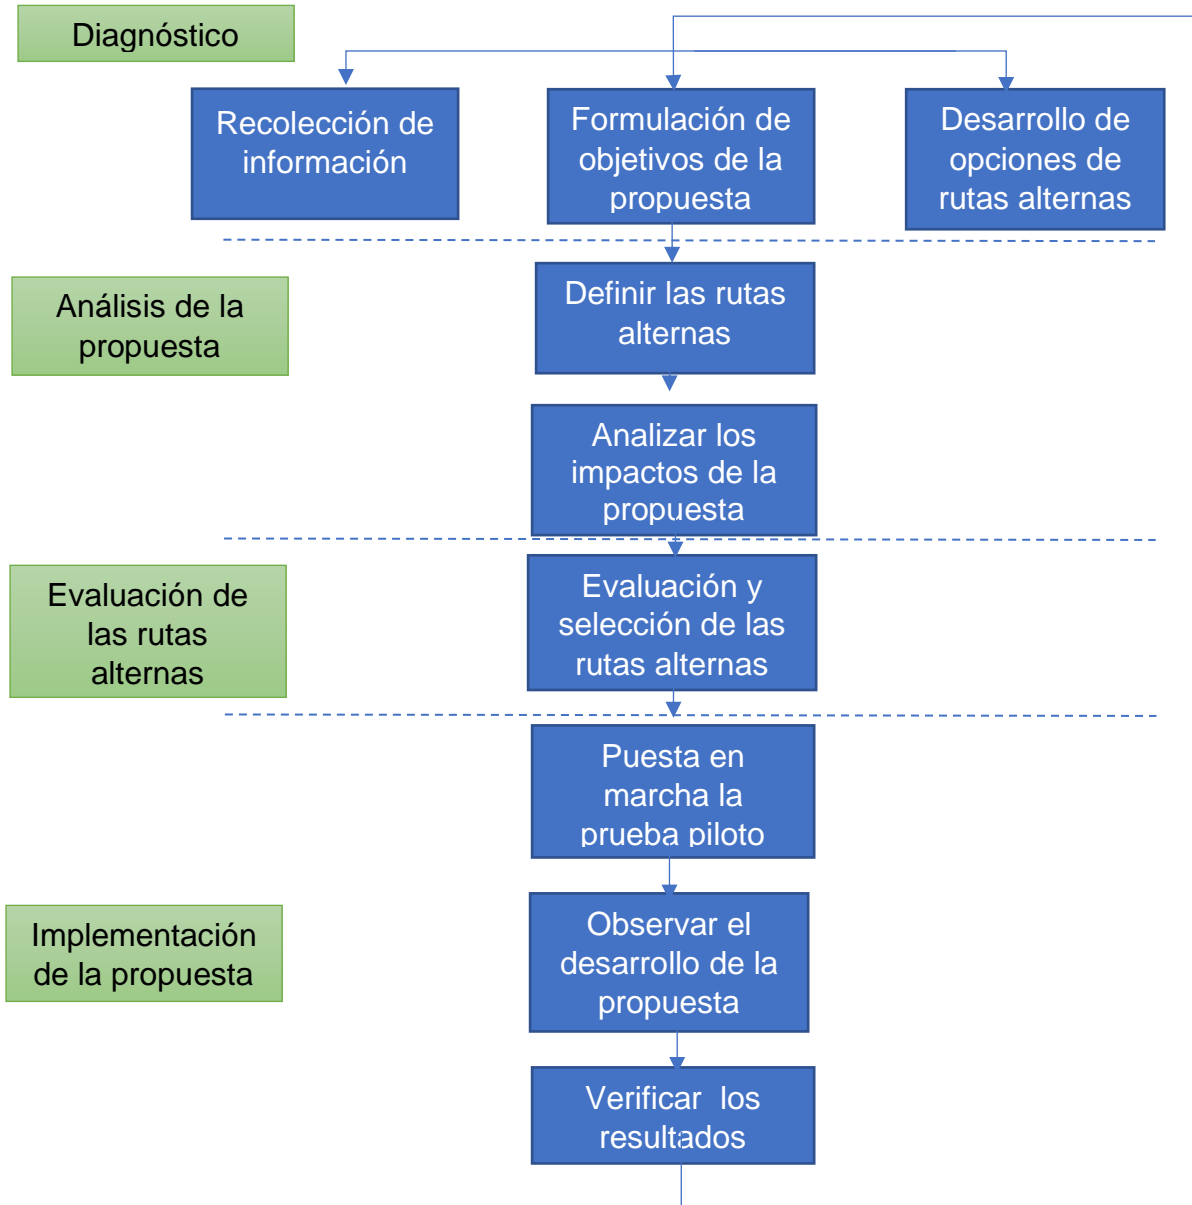 Diagnóstico
Recolección de
información
Formulación de
objetivos de la
propuesta
Desarrollo de
opciones de
rutas alternas
Análisis de la
propuesta
Definir las rutas
alternas
Analizar los
impactos de la
propuesta
Evaluación de
las rutas
alternas
Evaluación y
selección de las
rutas alternas
Puesta en
marcha la
prueba piloto
Implementación
de la propuesta
Observar el
desarrollo de la
propuesta
Verificar los
resultados